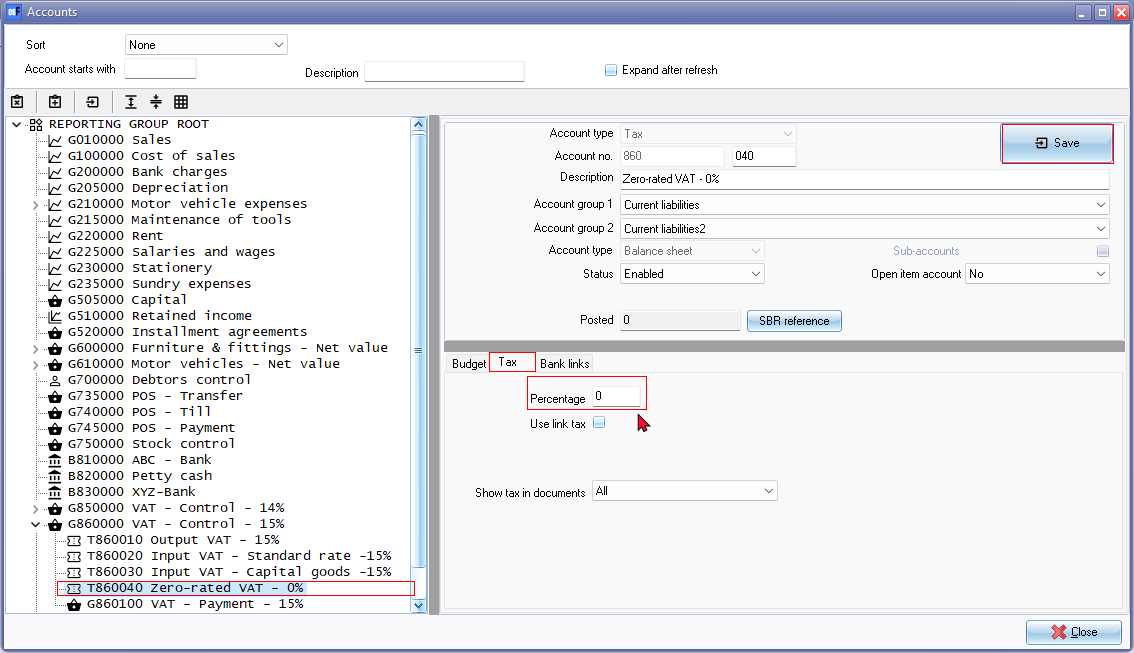 Accounts
Sort
None
Account starts with
Description
Expand after refresh
REPORTING GROUP ROOT
G010000 Sales
G100000 Cost of sales
G200000 Bank charges
G205000 Depreciation
G210000 Motor vehicle expenses
G215000 Maintenance of tools
G220000 Rent
G225000 Salaries and wages
G230000 Stationery
G235000 Sundry expenses
G505000 Capital
G510000 Retained income
G520000 Installment agreements
G600000 Furniture & fittings - Net value
G610000 Motor vehicles - Net value
G700000 Debtors control
G735000 POS - Transfer
G740000 POS - Till
G745000 POS - Payment
G750000 Stock control
B810000 ABC - Bank
B820000 Petty cash
B830000 XYZ-Bank
G850000 VAT - Control - 14%
G860000 VAT - Control - 15%
T860010 Output VAT - 15%
T860020 Input VAT - Standard rate -15%
T860030 Input VAT - Capital goods -15%
T860040 Zero-rated VAT - 0%
G860100 VAT - Payment - 15%
Account type Tax
Save
Account no. 860 040
Description Zero-rated VAT - 0%
Account group 1 Current liabilities
Account group 2 Current liabilities2
Account type Balance sheet Sub-accounts
Status Enabled Open item account No
Posted 0 SBR reference
Budget Tax Bank links
Percentage 0
Use link tax
Show tax in documents All
Close